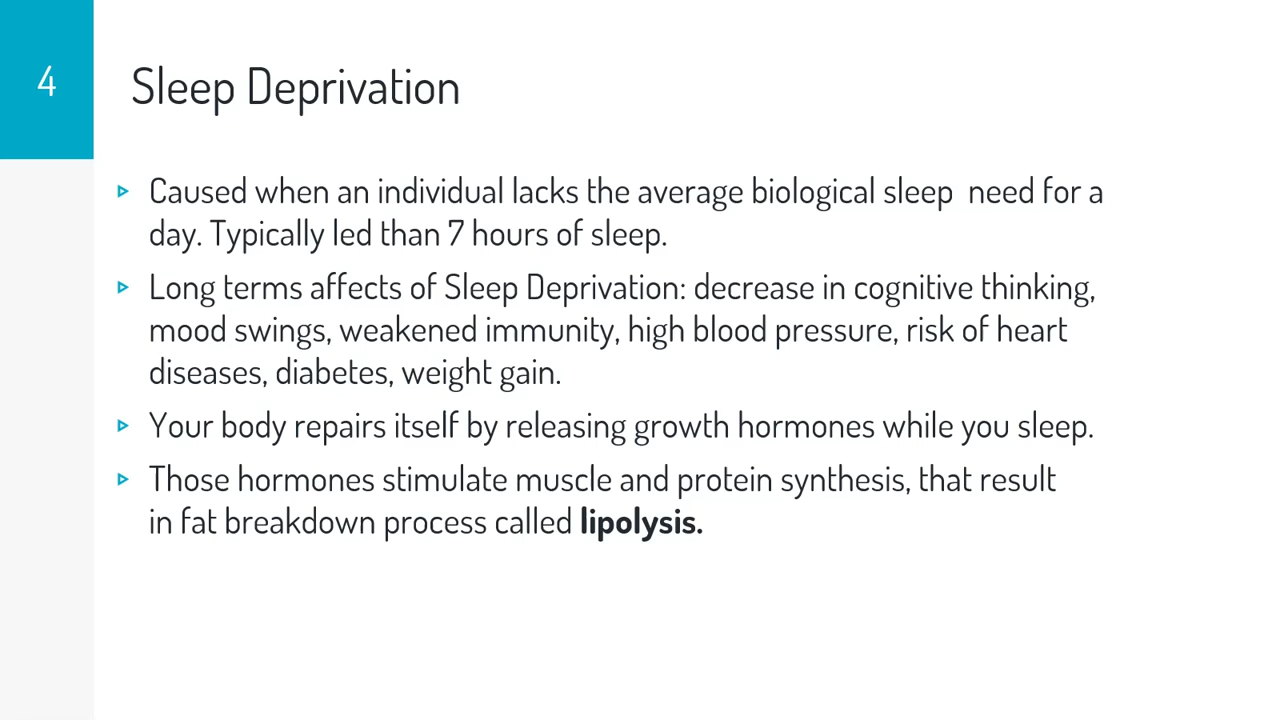 4
Sleep Deprivation
Caused when an individual lacks the average biological sleep  need for a
day. Typically led than 7 hours of sleep.
Long terms affects of Sleep Deprivation: decrease in cognitive thinking,
mood swings, weakened immunity, high blood pressure, risk of heart
diseases, diabetes, weight gain.
Your body repairs itself by releasing growth hormones while you sleep.
Those hormones stimulate muscle and protein synthesis, that result
in fat breakdown process called lipolysis.